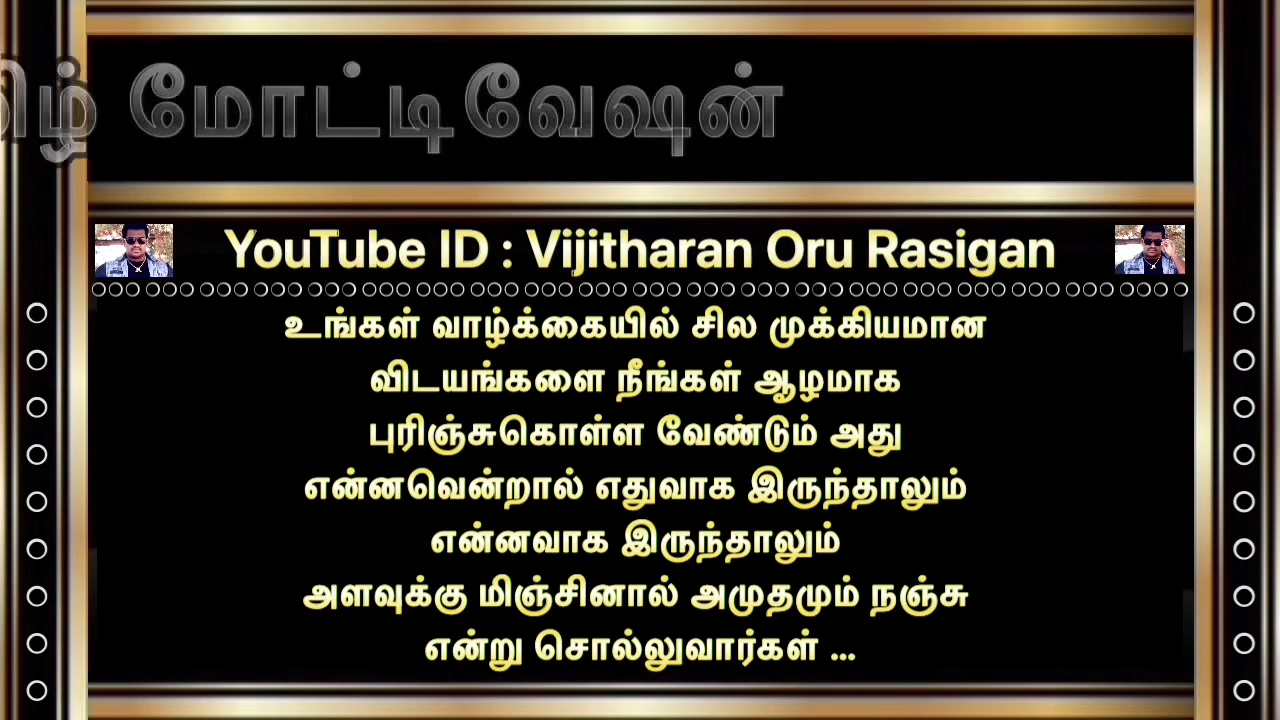 மோட்டிவேஷன்
YouTube ID : Vijitharan Oru Rasigan
உங்கள் வாழ்க்கையில் சில முக்கியமான
விடயங்களை நீங்கள் ஆழமாக
புரிஞ்சுகொள்ள வேண்டும் அது
என்னவென்றால் எதுவாக இருந்தாலும்
என்னவாக இருந்தாலும்
அளவுக்கு மிஞ்சினால் அமுதமும் நஞ்சு
என்று சொல்லுவார்கள் ...